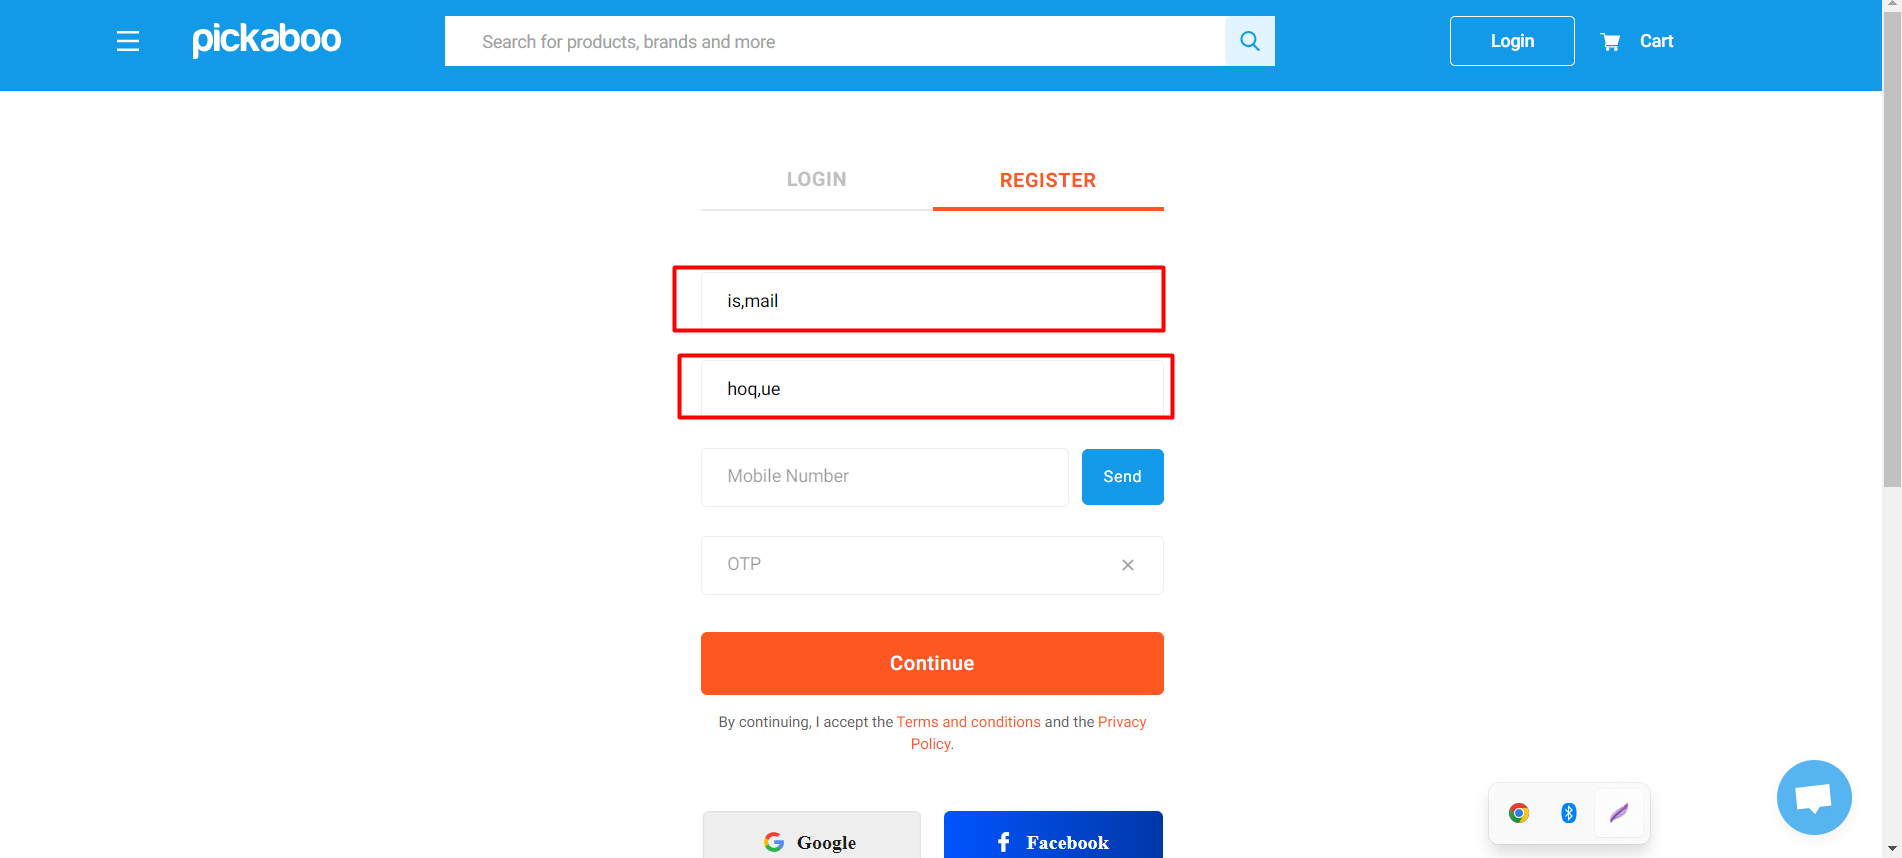 pickaboo
Search for products, brands and more
Login
Cart
LOGIN
REGISTER
is,mail
hoq,ue
Mobile Number
Send
OTP
Continue
By continuing, I accept the Terms and conditions and the Privacy
Policy.
Google
Facebook